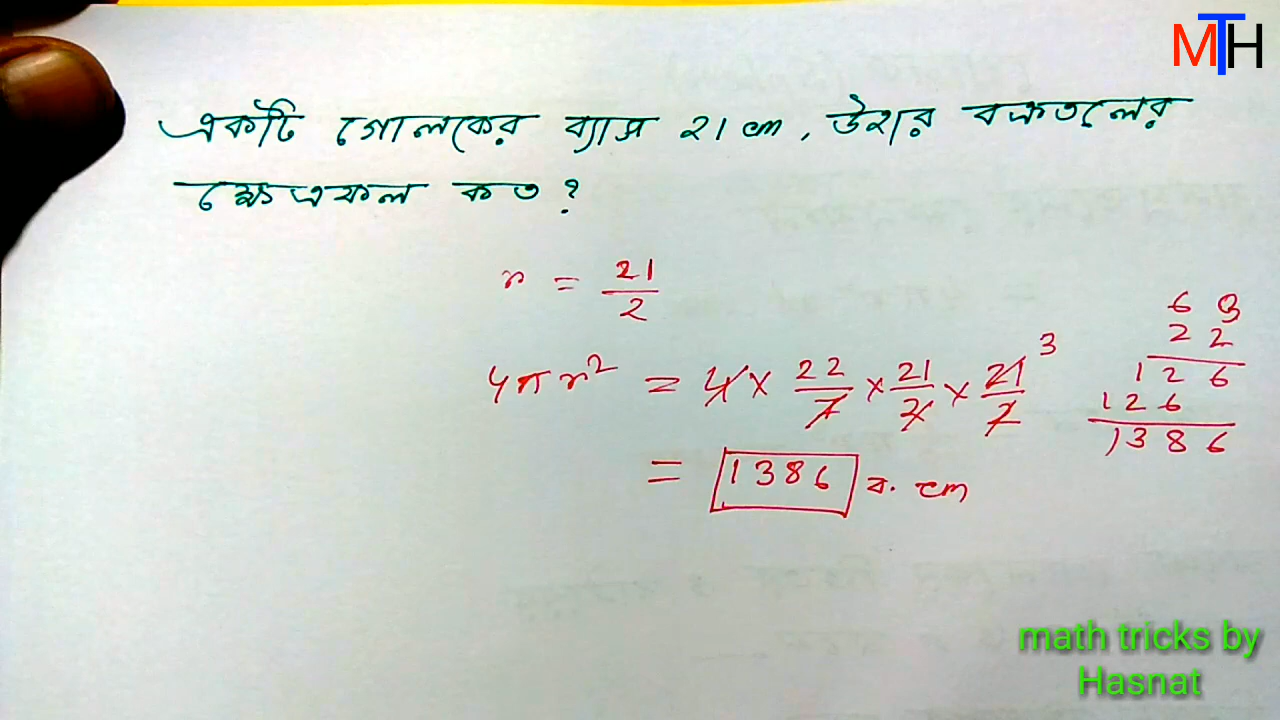 MTH
একটি গোলকের ব্যাস 21 cm, উহার বক্রতলের
ক্ষেত্রফল কত?
r = 21/2
4πr² = 4 × 22/7 × 21/2 × 21/2 3
= 1386 ব. cm
63
22
126
126
1386
math tricks by
Hasnat